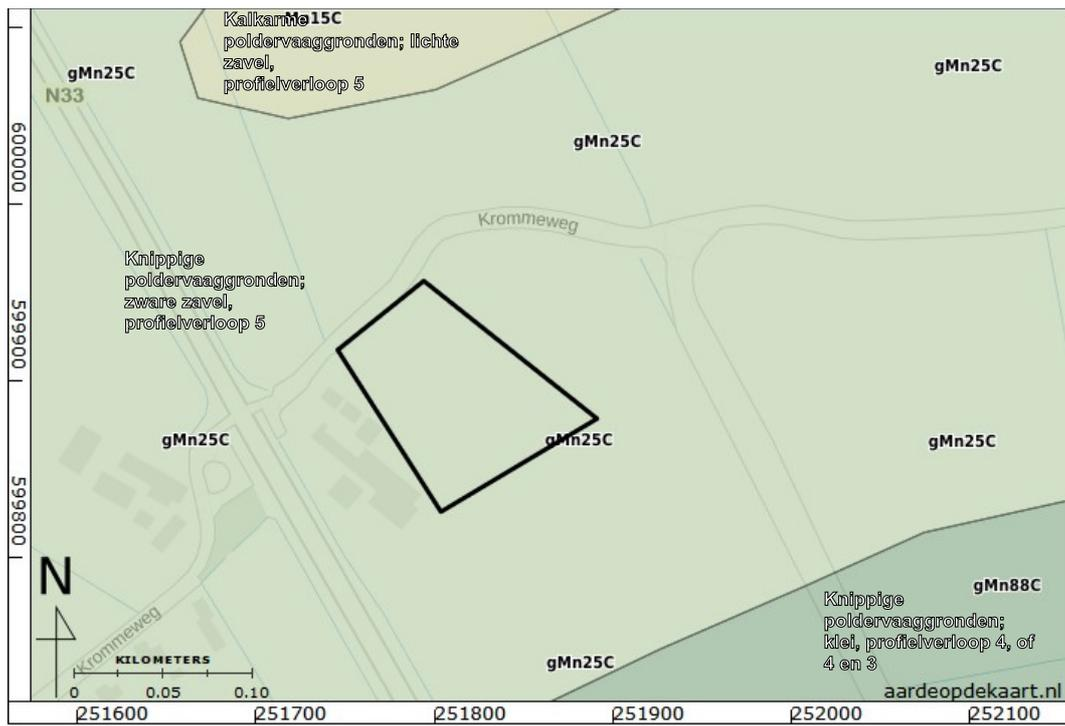 Kalkarme
Mn15C
poldervaaggronden; lichte
zavel,
profielverloop 5
gMn25C
gMn25C
N33
gMn25C
600000
Krommeweg
Knippige
poldervaaggronden;
zware zavel,
profielverloop 5
599900
gMn25C
gMn25C
gMn25C
599800
N
gMn88C
Knippige
poldervaaggronden;
klei, profielverloop 4, of
4 en 3
Krommeweg
KILOMETERS
0 0.05 0.10
gMn25C
aardeopdekaart.nl
251600 251700 251800 251900 252000 252100